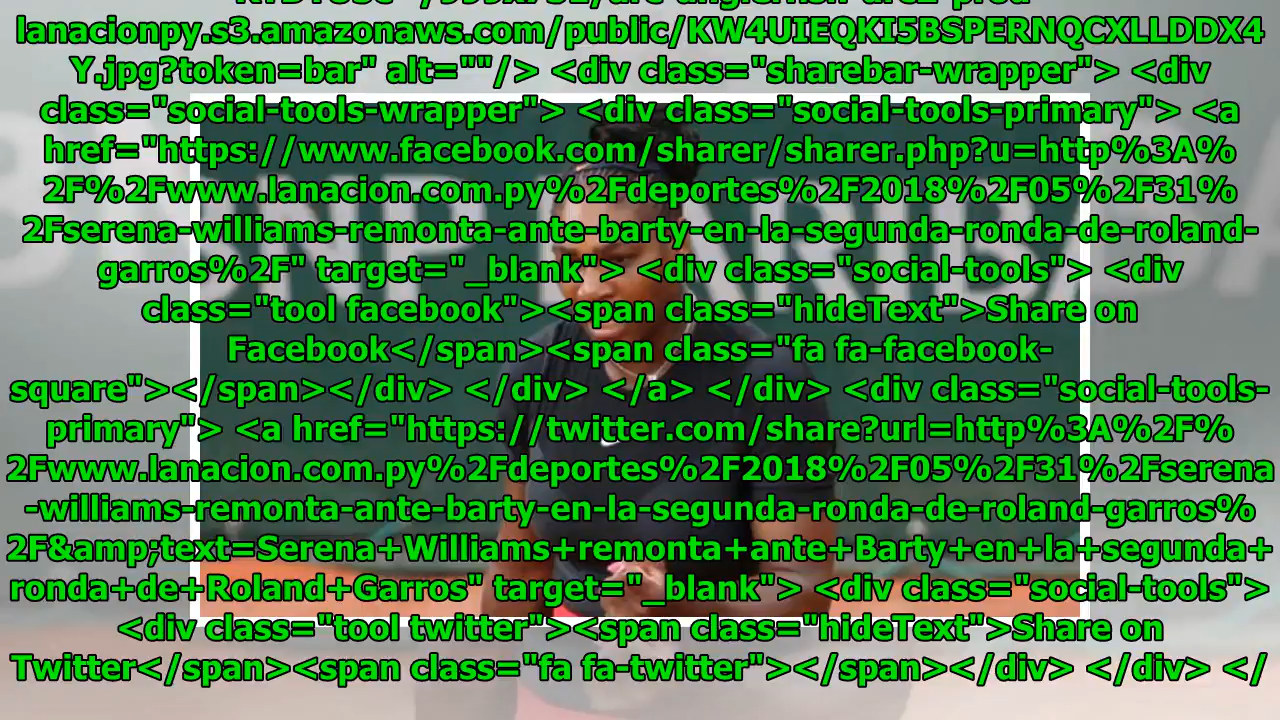 lanacionpy.s3.amazonaws.com/public/KW4UIEQKI5BSPERNQCXLLDDX4
Y.jpg?token=bar" alt=""/> <div class="sharebar-wrapper"> <div
class="social-tools-wrapper"> <div class="social-tools-primary"> <a
href="https://www.facebook.com/sharer/sharer.php?u=http%3A%
2F%2Fwww.lanacion.com.py%2Fdeportes%2F2018%2F05%2F31%
2Fserena-williams-remonta-ante-barty-en-la-segunda-ronda-de-roland-
garros%2F" target="_blank"> <div class="social-tools"> <div
class="tool facebook"><span class="hideText">Share on
Facebook</span><span class="fa fa-facebook-
square"></span></div> </div> </a> </div> <div class="social-tools-
primary"> <a href="https://twitter.com/share?url=http%3A%2F%
2Fwww.lanacion.com.py%2Fdeportes%2F2018%2F05%2F31%2Fserena
-williams-remonta-ante-barty-en-la-segunda-ronda-de-roland-garros%
2F&amp;text=Serena+Williams+remonta+ante+Barty+en+la+segunda+
ronda+de+Roland+Garros" target="_blank"> <div class="social-tools">
<div class="tool twitter"><span class="hideText">Share on
Twitter</span><span class="fa fa-twitter"></span></div> </div> </